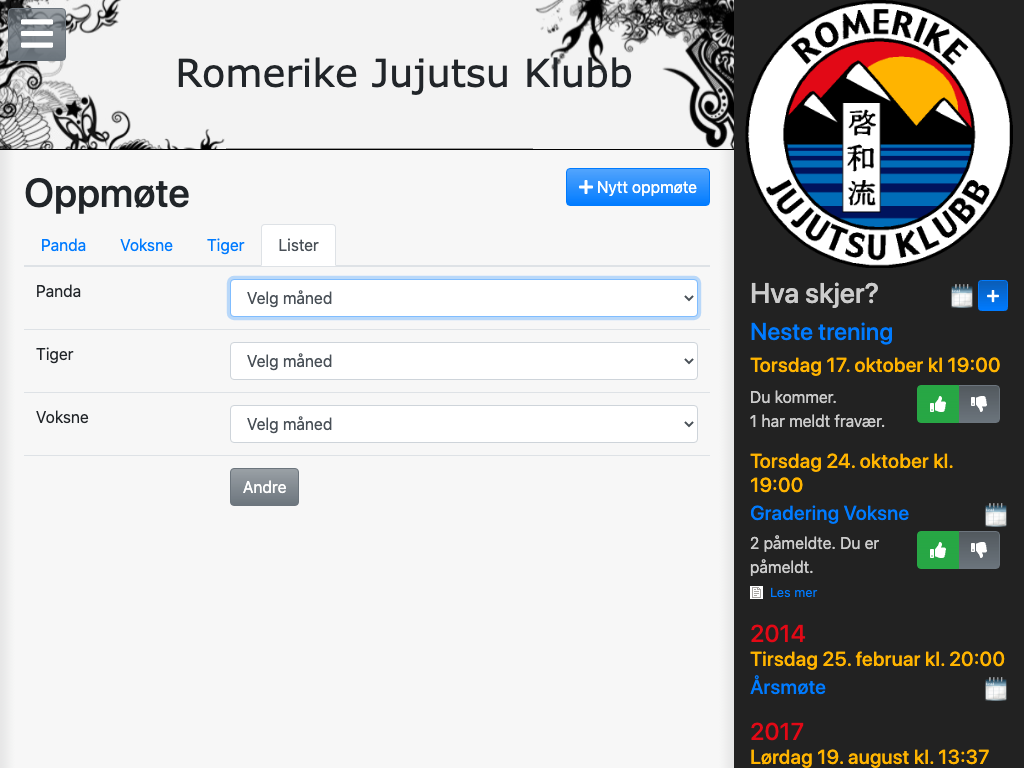 Romerike Jujutsu Klubb
Oppmøte
Nytt oppmøte
Panda
Voksne
Tiger
Lister
Panda
Velg måned
Tiger
Velg måned
Voksne
Velg måned
Andre
ROMERIKE
啓和流
JUJUTSU KLUBB
Hva skjer?
Neste trening
Torsdag 17. oktober kl 19:00
Du kommer.
1 har meldt fravær.
Torsdag 24. oktober kl.
19:00
Gradering Voksne
2 påmeldte. Du er
påmeldt.
Les mer
2014
Tirsdag 25. februar kl. 20:00
Årsmøte
2017
Lørdag 19. august kl. 13:37